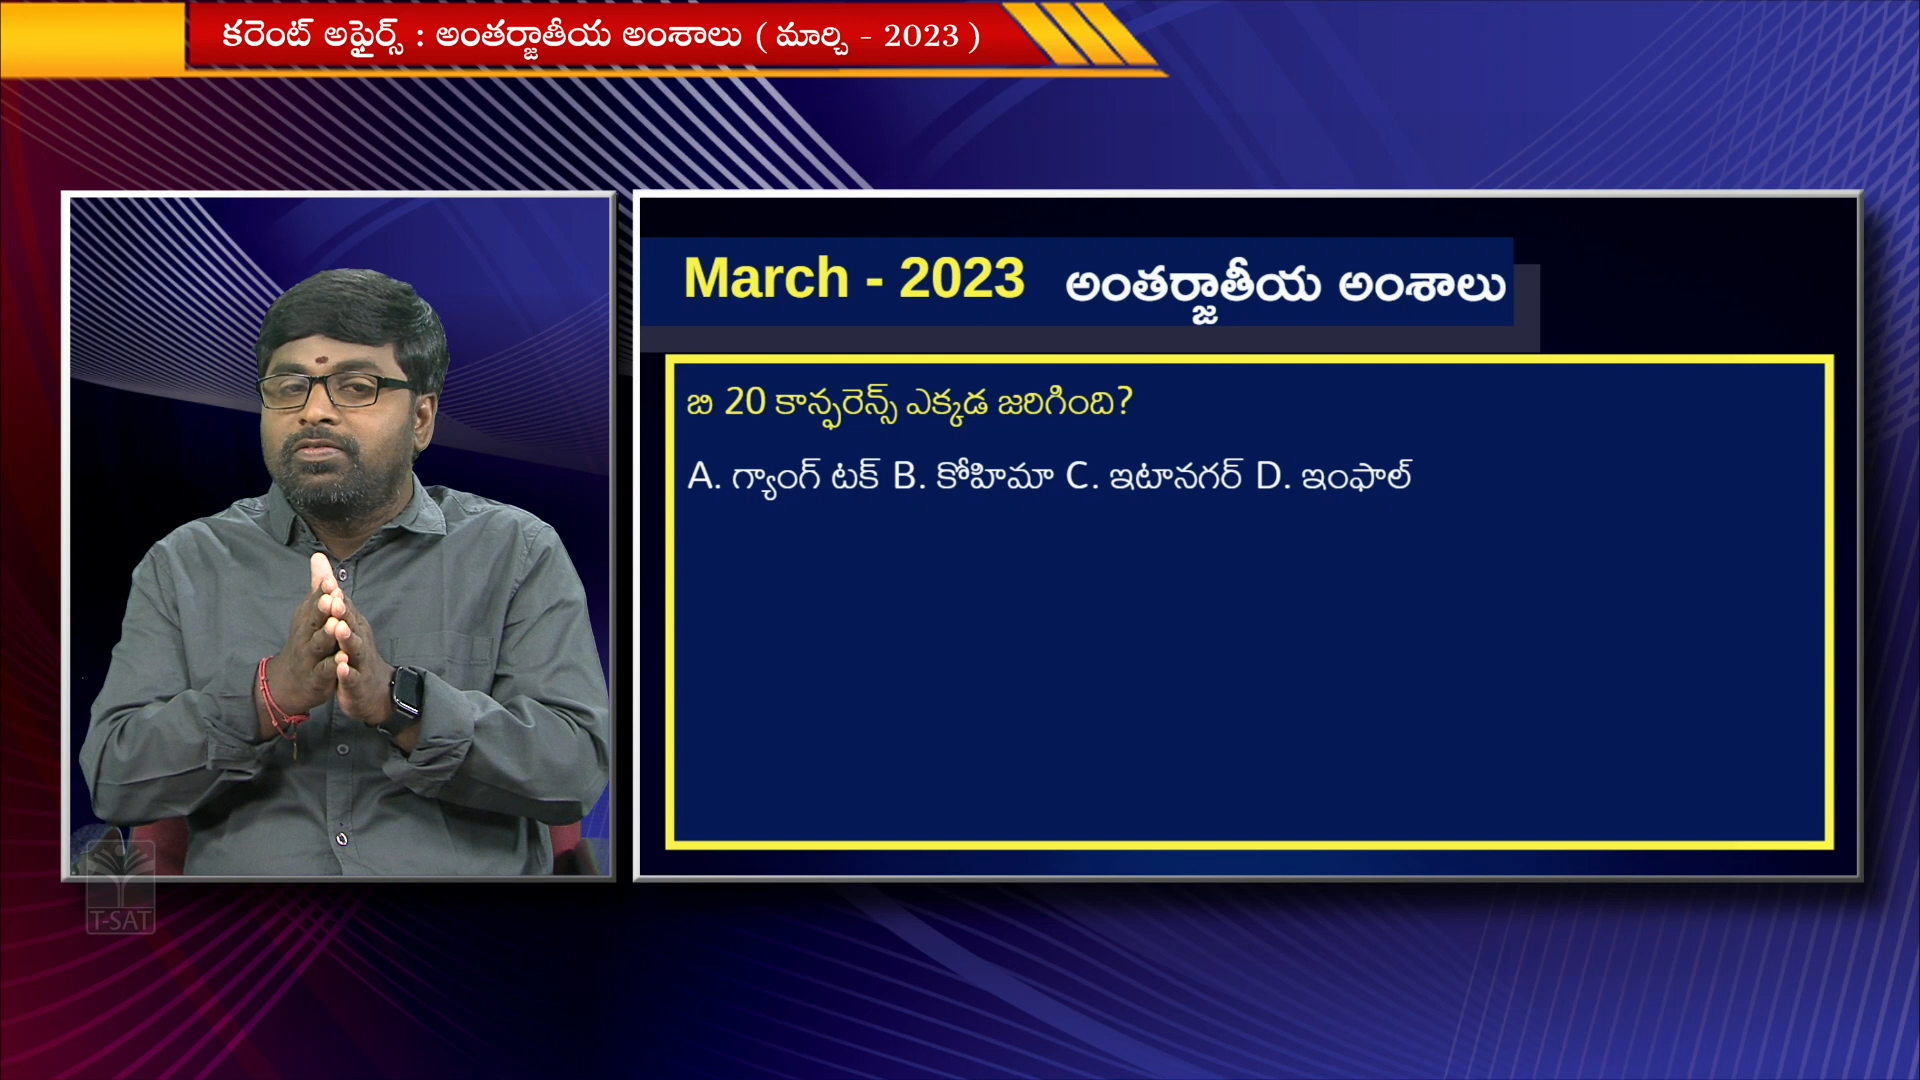 కరెంట్ అఫైర్స్ : అంతర్జాతీయ అంశాలు ( మార్చి - 2023 )
March - 2023 అంతర్జాతీయ అంశాలు
బి 20 కాన్ఫరెన్స్ ఎక్కడ జరిగింది?
A. గ్యాంగ్ టక్ B. కోహిమా C. ఇటానగర్ D. ఇంఫాల్
T-SAT